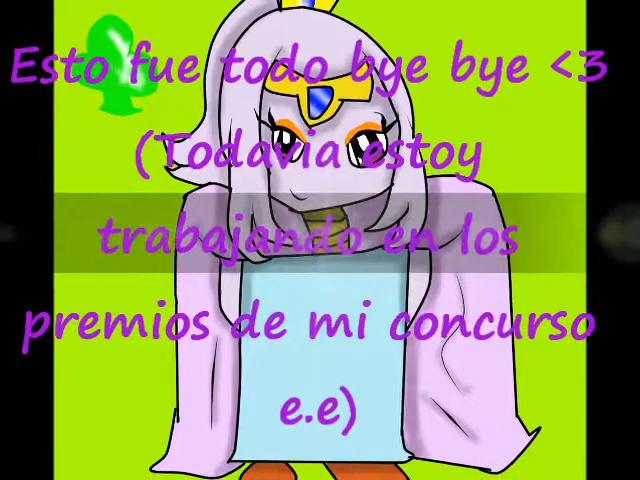 Esto fue todo bye bye <3
(Todavia estoy
trabajando en los
premios de mi concurso
e.e)